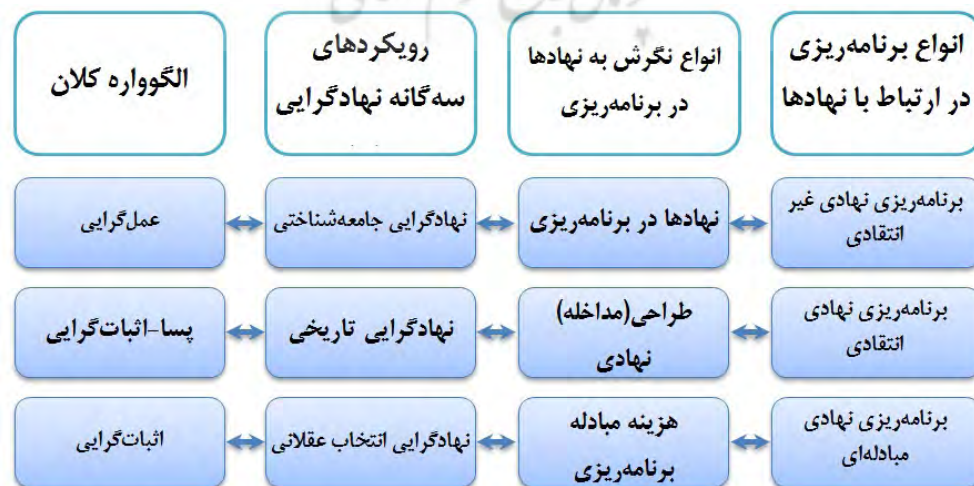 انواع برنامه‌ریزی
در ارتباط با نهادها
انواع نگرش به نهادها
در برنامه‌ریزی
رویکردهای
سه‌گانه نهادگرایی
الگوواره کلان
برنامه‌ریزی نهادی غیر
انتقادی
نهادها در برنامه‌ریزی
نهادگرایی جامعه‌شناختی
عمل‌گرایی
برنامه‌ریزی نهادی
انتقادی
طراحی(مداخله)
نهادی
نهادگرایی تاریخی
پسا-اثبات‌گرایی
برنامه‌ریزی نهادی
مبادله‌ای
هزینه مبادله
برنامه‌ریزی
نهادگرایی انتخاب عقلانی
اثبات‌گرایی